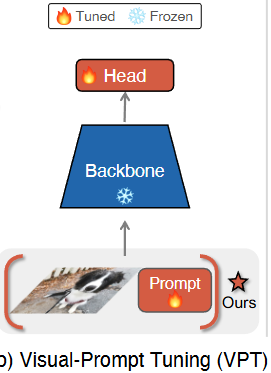 Tuned Frozen
Head
Backbone
Prompt
Ours
b) Visual-Prompt Tuning (VPT)